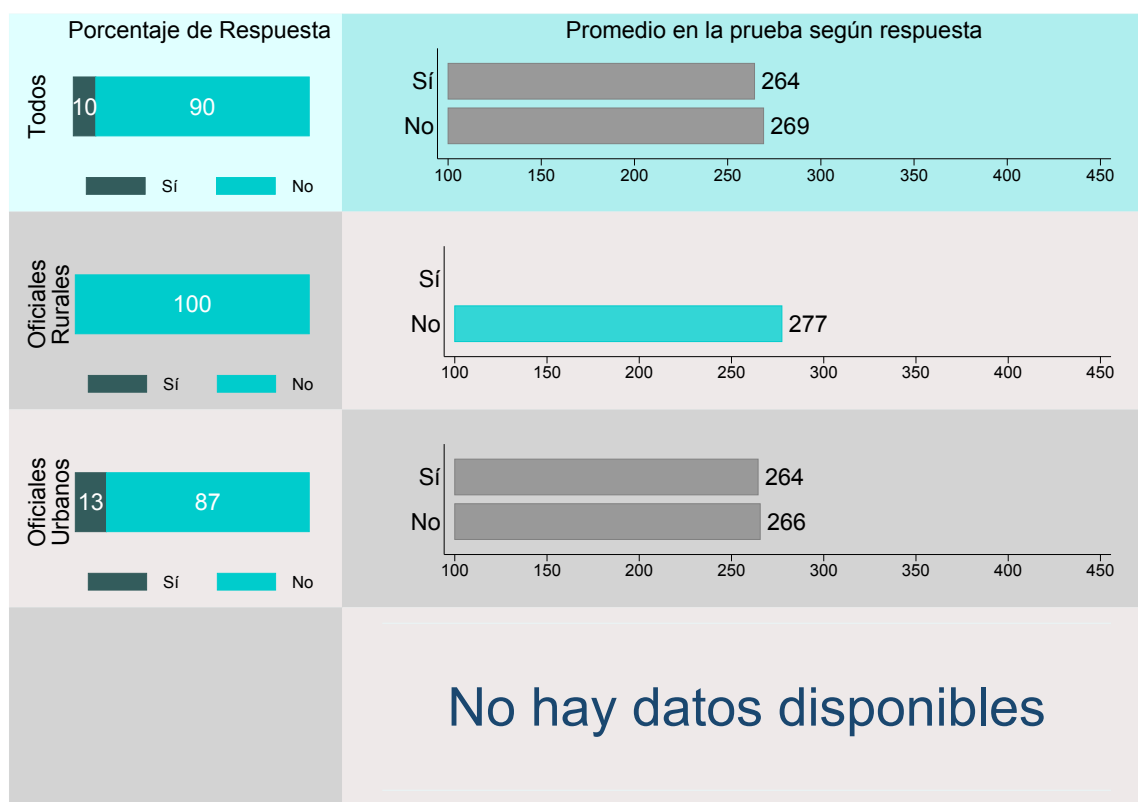 Porcentaje de Respuesta
Promedio en la prueba según respuesta
Todos
10 90
Sí No
Sí 264
No 269
100 150 200 250 300 350 400 450
Oficiales
Rurales
100
Sí No
Sí
No 277
100 150 200 250 300 350 400 450
Oficiales
Urbanos
13 87
Sí No
Sí 264
No 266
100 150 200 250 300 350 400 450
No hay datos disponibles